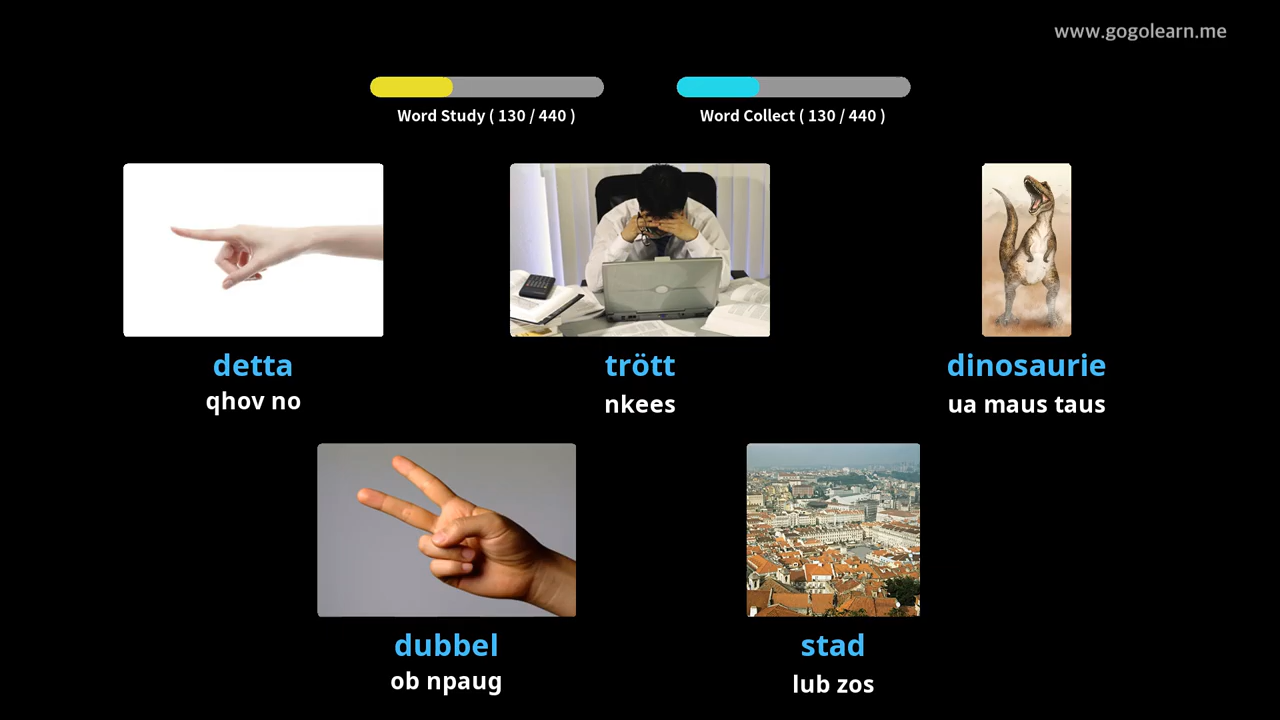 www.gogolearn.me
Word Study ( 130 / 440 )
Word Collect ( 130 / 440 )
detta
qhov no
trött
nkees
dinosaurie
ua maus taus
dubbel
ob npaug
stad
lub zos